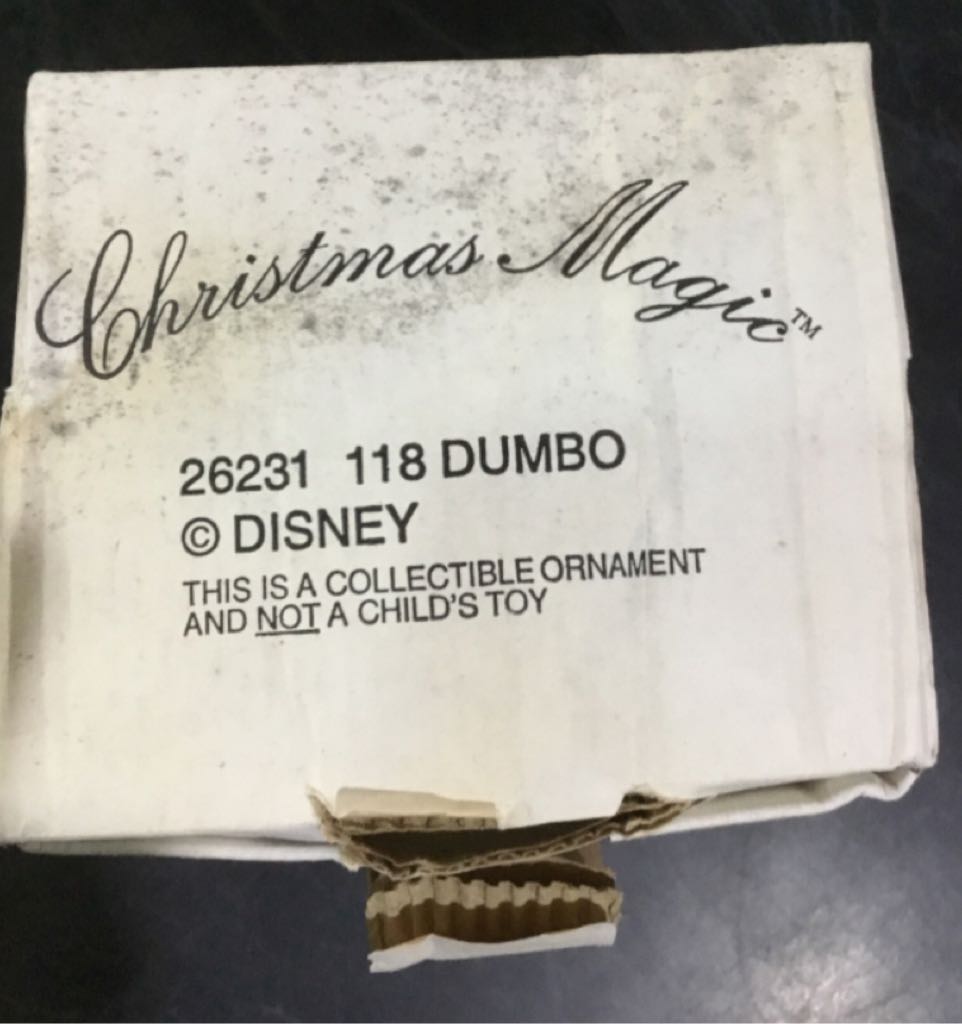 Christmas Magic™
26231 118 DUMBO
© DISNEY
THIS IS A COLLECTIBLE ORNAMENT
AND NOT A CHILD'S TOY